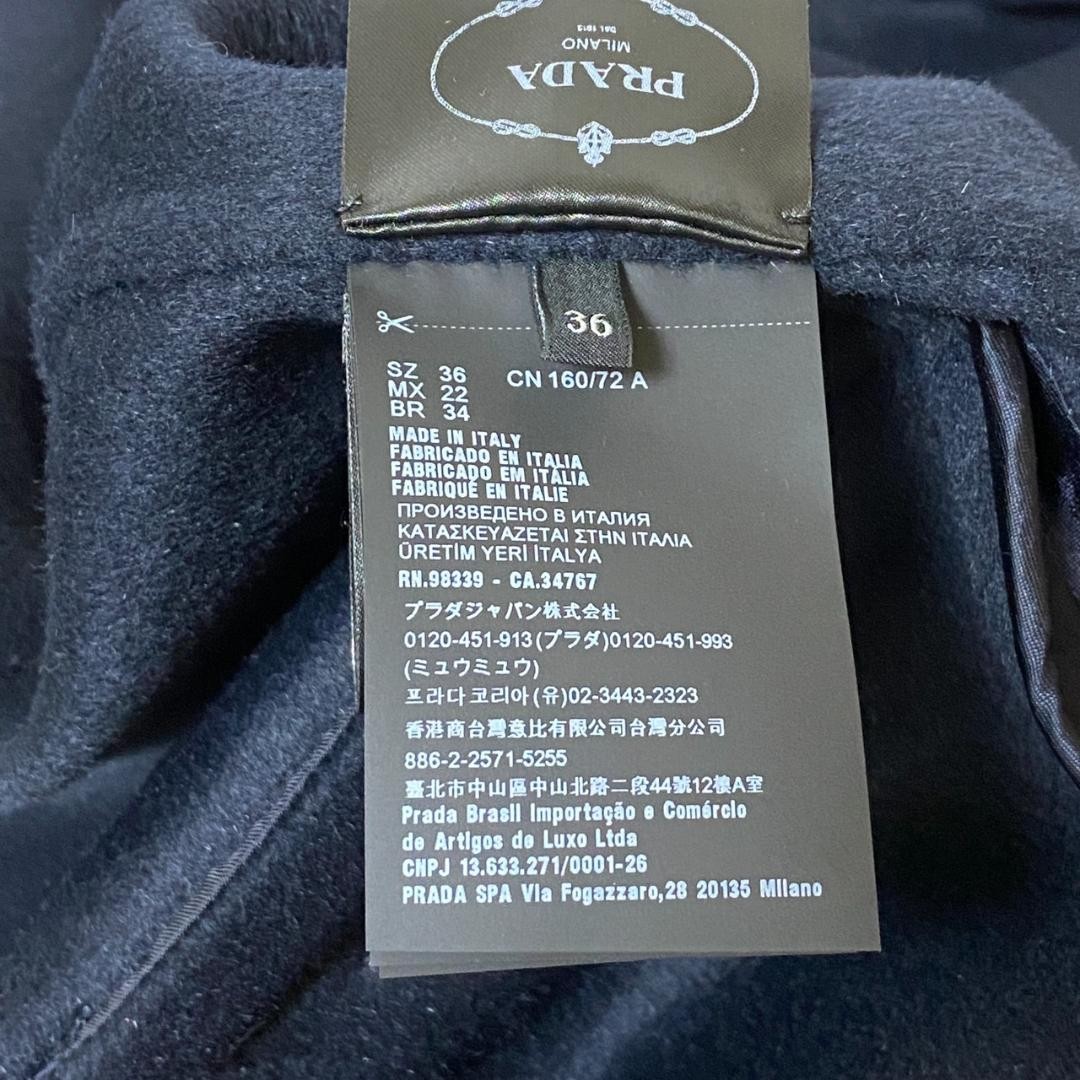 PRADA
MILANO
DAL 1913
36
SZ 36 CN 160/72 A
MX 22
BR 34
MADE IN ITALY
FABRICADO EN ITALIA
FABRICADO EM ITÁLIA
FABRIQUÉ EN ITALIE
ПРОИЗВЕДЕНО В ИТАЛИЯ
ΚΑΤΑΣΚΕΥΑΖΕΤΑΙ ΣΤΗΝ ΙΤΑΛΙΑ
ÜRETİM YERİ İTALYA
RN.98339 - CA.34767
プラダジャパン株式会社
0120-451-913(プラダ)0120-451-993
(ミュウミュウ)
프라다코리아(유)02-3443-2323
香港商台灣意比有限公司台灣分公司
886-2-2571-5255
臺北市中山區中山北路二段44號12樓A室
Prada Brasil Importação e Comércio
de Artigos de Luxo Ltda
CNPJ 13.633.271/0001-26
PRADA SPA Via Fogazzaro,28 20135 Milano